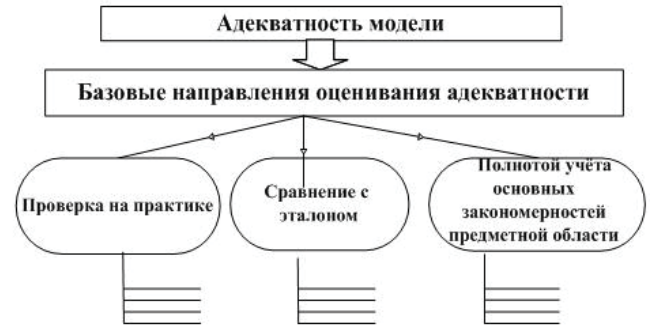 Адекватность модели
Базовые направления оценивания адекватности
Проверка на практике
Сравнение с
эталоном
Полнотой учёта
основных
закономерностей
предметной области